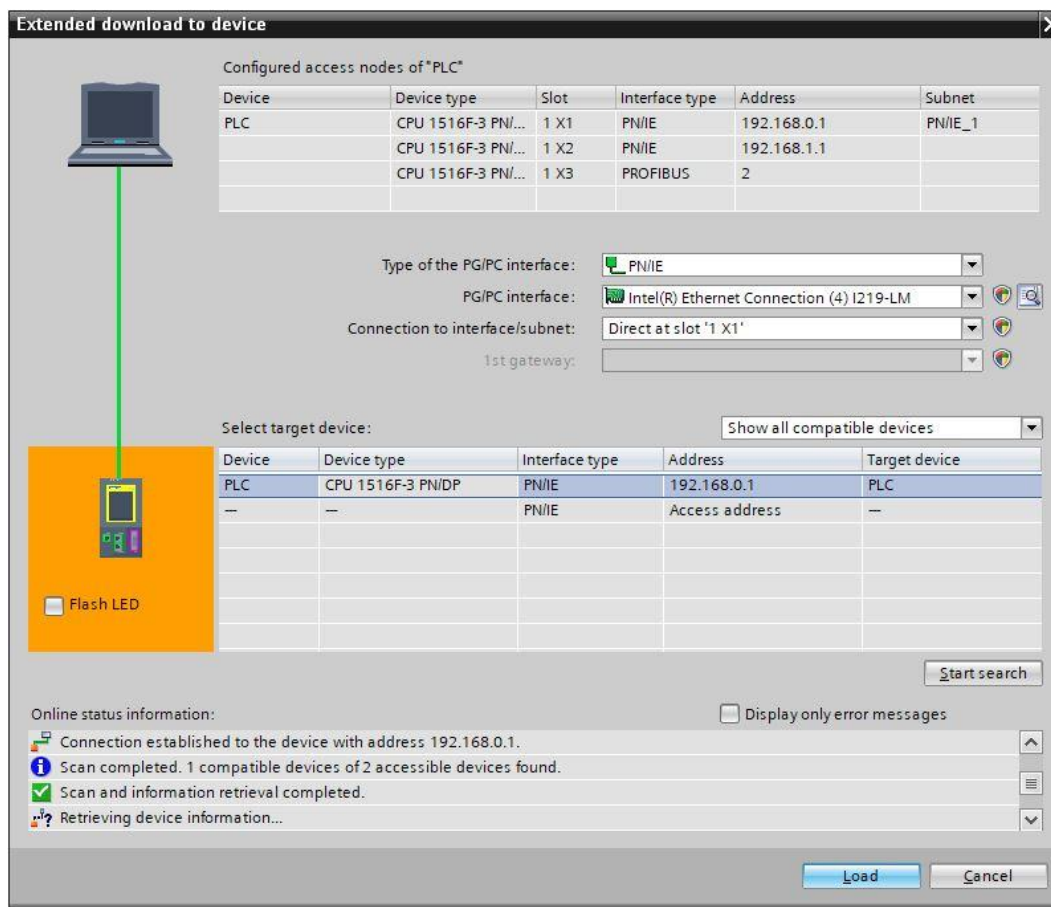 Extended download to device
Configured access nodes of "PLC"
Device Device type Slot Interface type Address Subnet
PLC CPU 1516F-3 PN/... 1 X1 PN/IE 192.168.0.1 PN/IE_1
CPU 1516F-3 PN/... 1 X2 PN/IE 192.168.1.1
CPU 1516F-3 PN/... 1 X3 PROFIBUS 2
Type of the PG/PC interface: PN/IE
PG/PC interface: Intel(R) Ethernet Connection (4) I219-LM
Connection to interface/subnet: Direct at slot '1 X1'
1st gateway:
Select target device: Show all compatible devices
Device Device type Interface type Address Target device
PLC CPU 1516F-3 PN/DP PN/IE 192.168.0.1 PLC
— — PN/IE Access address —
Flash LED
Start search
Online status information: Display only error messages
Connection established to the device with address 192.168.0.1.
Scan completed. 1 compatible devices of 2 accessible devices found.
Scan and information retrieval completed.
Retrieving device information...
Load Cancel